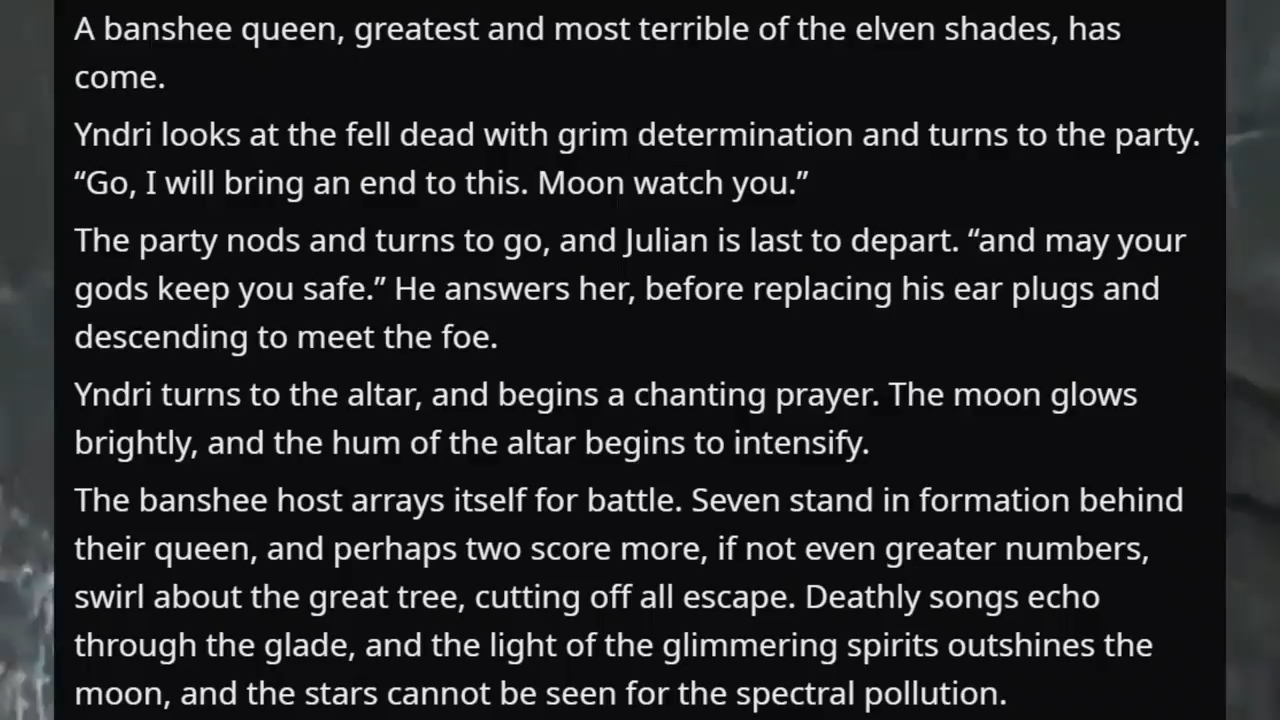 A banshee queen, greatest and most terrible of the elven shades, has
come.
Yndri looks at the fell dead with grim determination and turns to the party.
“Go, I will bring an end to this. Moon watch you.”
The party nods and turns to go, and Julian is last to depart. “and may your
gods keep you safe.” He answers her, before replacing his ear plugs and
descending to meet the foe.
Yndri turns to the altar, and begins a chanting prayer. The moon glows
brightly, and the hum of the altar begins to intensify.
The banshee host arrays itself for battle. Seven stand in formation behind
their queen, and perhaps two score more, if not even greater numbers,
swirl about the great tree, cutting off all escape. Deathly songs echo
through the glade, and the light of the glimmering spirits outshines the
moon, and the stars cannot be seen for the spectral pollution.